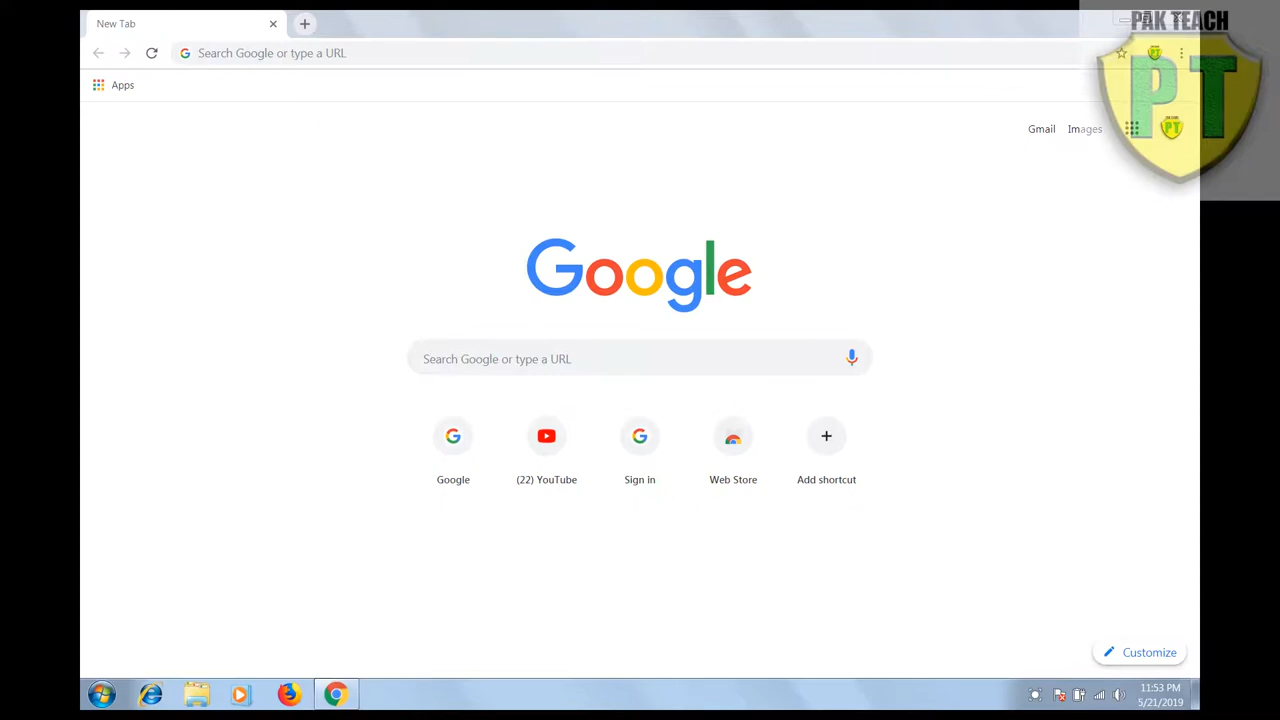 New Tab
PAK TEACH
Search Google or type a URL
PT
Apps
Gmail Images
Google
Search Google or type a URL
Google (22) YouTube Sign in Web Store Add shortcut
Customize
11:53 PM
5/21/2019